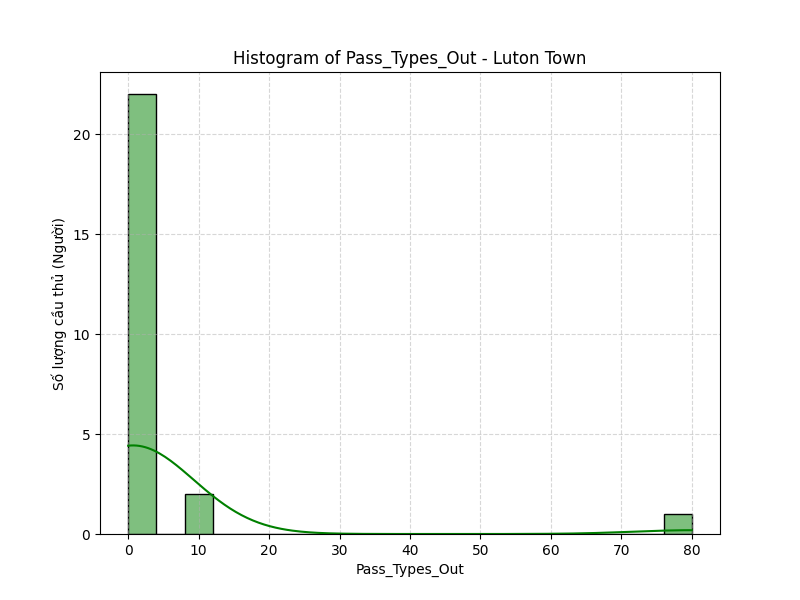 Histogram of Pass_Types_Out - Luton Town
20
15
10
5
0
Số lượng cầu thủ (Người)
0 10 20 30 40 50 60 70 80
Pass_Types_Out